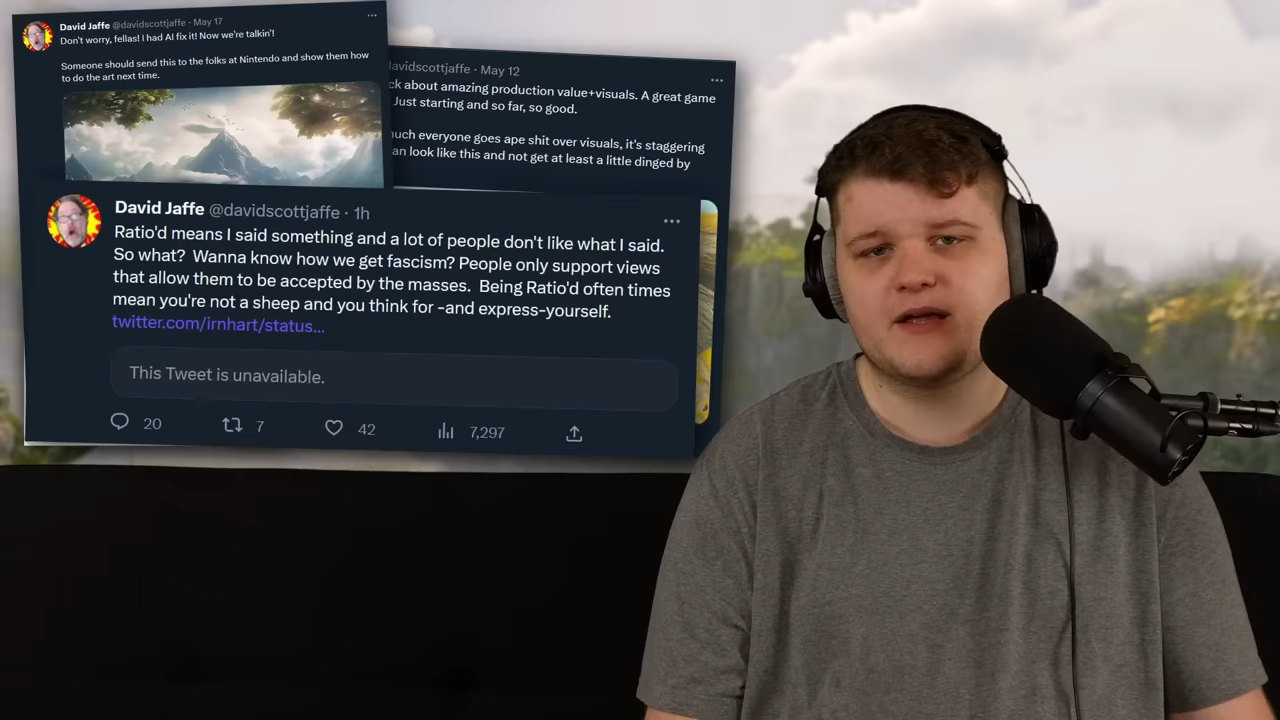 David Jaffe @davidscottjaffe · May 17
Don't worry, fellas! I had AI fix it! Now we're talkin'!
Someone should send this to the folks at Nintendo and show them how
to do the art next time.
davidscottjaffe · May 12
ck about amazing production value+visuals. A great game
Just starting and so far, so good.
much everyone goes ape shit over visuals, it's staggering
an look like this and not get at least a little dinged by
David Jaffe @davidscottjaffe · 1h
Ratio'd means I said something and a lot of people don't like what I said.
So what? Wanna know how we get fascism? People only support views
that allow them to be accepted by the masses. Being Ratio'd often times
mean you're not a sheep and you think for -and express-yourself.
twitter.com/irnhart/status...
This Tweet is unavailable.
20 7 42 7,297